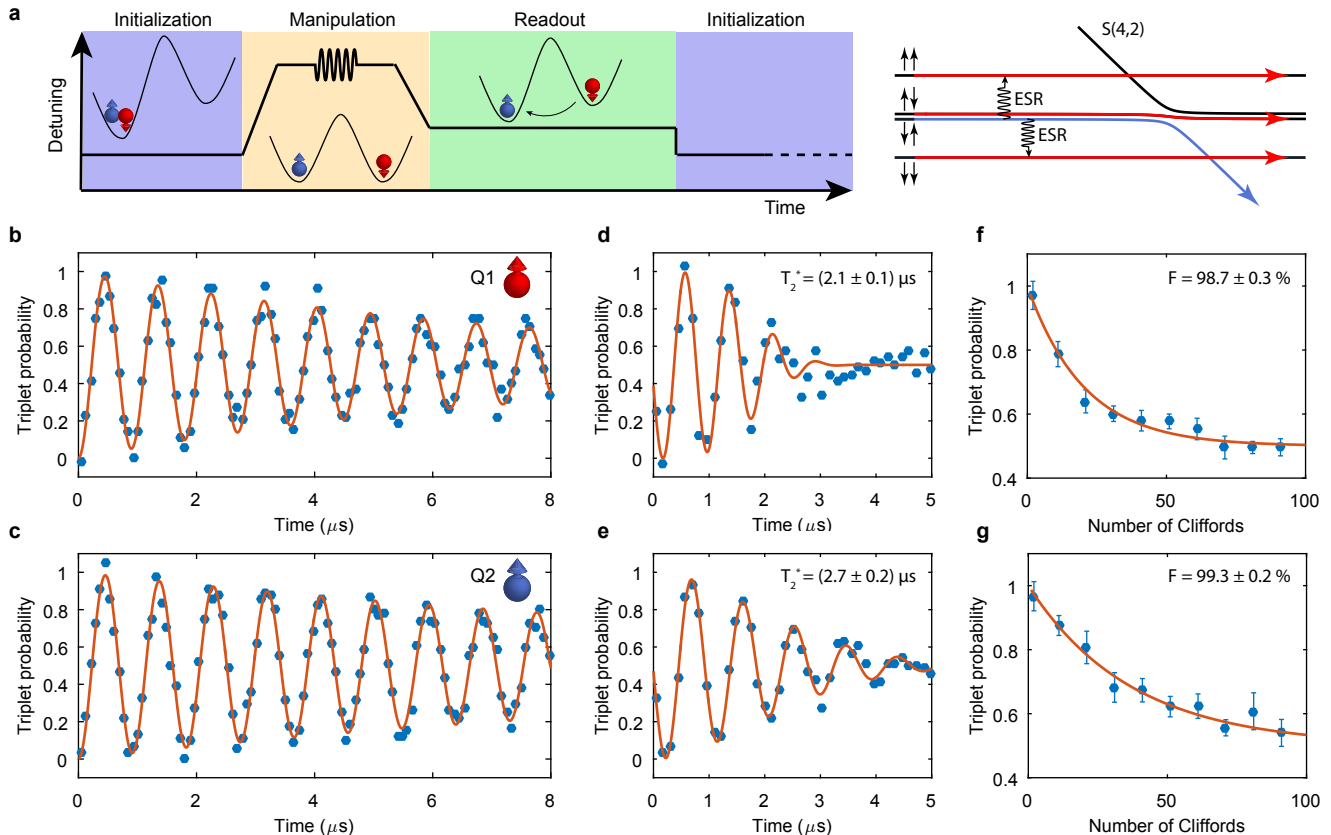 a
Initialization Manipulation Readout Initialization
Detuning
Time
S(4,2)
ESR
ESR
b
Triplet probability
1
0.8
0.6
0.4
0.2
0
Q1
0 2 4 6 8
Time (μs)
d
Triplet probability
1
0.8
0.6
0.4
0.2
0
T₂* = (2.1 ± 0.1) μs
0 1 2 3 4 5
Time (μs)
f
Triplet probability
1
0.8
0.6
0.4
F = 98.7 ± 0.3 %
0 50 100
Number of Cliffords
c
Triplet probability
1
0.8
0.6
0.4
0.2
0
Q2
0 2 4 6 8
Time (μs)
e
Triplet probability
1
0.8
0.6
0.4
0.2
0
T₂* = (2.7 ± 0.2) μs
0 1 2 3 4 5
Time (μs)
g
Triplet probability
1
0.8
0.6
0.4
F = 99.3 ± 0.2 %
0 50 100
Number of Cliffords